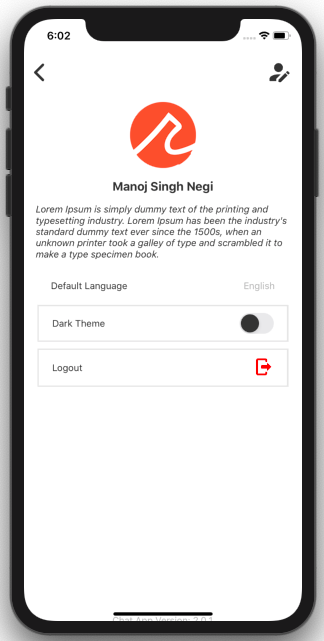 6:02
Manoj Singh Negi
Lorem Ipsum is simply dummy text of the printing and
typesetting industry. Lorem Ipsum has been the industry's
standard dummy text ever since the 1500s, when an
unknown printer took a galley of type and scrambled it to
make a type specimen book.
Default Language English
Dark Theme
Logout
Chat App Version: 2.0.1